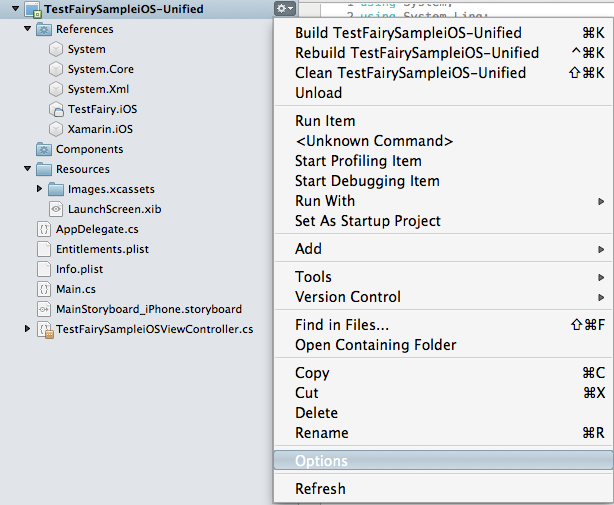 TestFairySampleiOS-Unified
References
System
System.Core
System.Xml
TestFairy.iOS
Xamarin.iOS
Components
Resources
Images.xcassets
LaunchScreen.xib
AppDelegate.cs
Entitlements.plist
Info.plist
Main.cs
MainStoryboard_iPhone.storyboard
TestFairySampleiOSViewController.cs
1 using System;
2 using System.Linq;
Build TestFairySampleiOS-Unified ⌘K
Rebuild TestFairySampleiOS-Unified ^⌘K
Clean TestFairySampleiOS-Unified ⇧⌘K
Unload
Run Item
<Unknown Command>
Start Profiling Item
Start Debugging Item
Run With
Set As Startup Project
Add
Tools
Version Control
Find in Files... ⇧⌘F
Open Containing Folder
Copy ⌘C
Cut ⌘X
Delete
Rename ⌘R
Options
Refresh